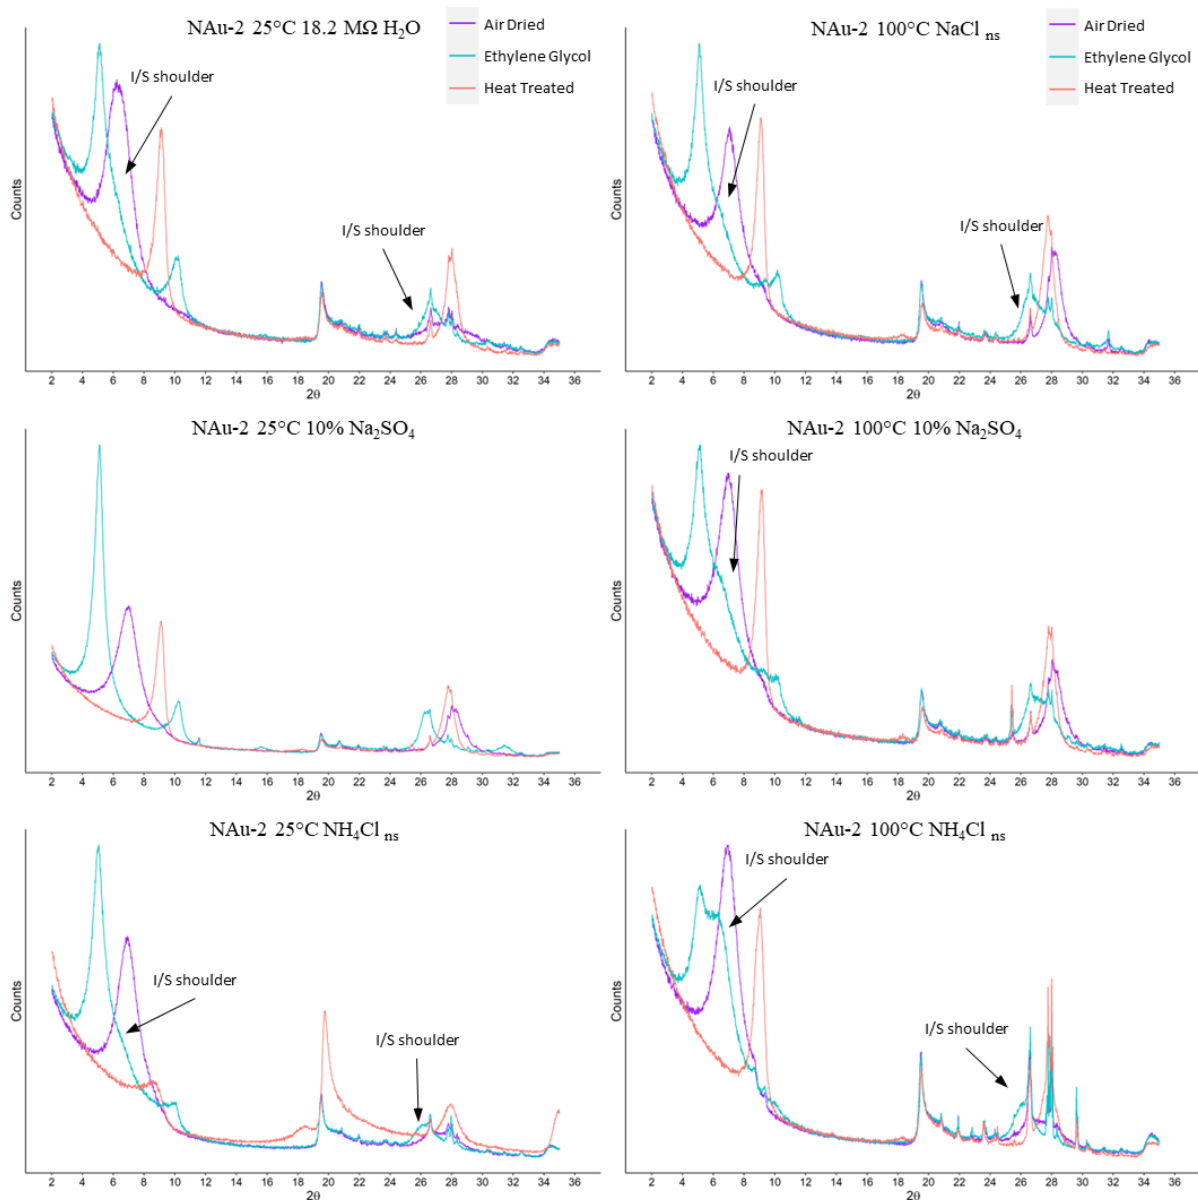 NAu-2 25°C 18.2 MΩ H₂O
Air Dried
Ethylene Glycol
Heat Treated
I/S shoulder
I/S shoulder
Counts
2 4 6 8 10 12 14 16 18 20 22 24 26 28 30 32 34 36
2θ
NAu-2 100°C NaCl ns
Air Dried
Ethylene Glycol
Heat Treated
I/S shoulder
I/S shoulder
Counts
2 4 6 8 10 12 14 16 18 20 22 24 26 28 30 32 34 36
2θ
NAu-2 25°C 10% Na₂SO₄
Counts
2 4 6 8 10 12 14 16 18 20 22 24 26 28 30 32 34 36
2θ
NAu-2 100°C 10% Na₂SO₄
I/S shoulder
Counts
2 4 6 8 10 12 14 16 18 20 22 24 26 28 30 32 34 36
2θ
NAu-2 25°C NH₄Cl ns
I/S shoulder
I/S shoulder
Counts
2 4 6 8 10 12 14 16 18 20 22 24 26 28 30 32 34 36
2θ
NAu-2 100°C NH₄Cl ns
I/S shoulder
I/S shoulder
Counts
2 4 6 8 10 12 14 16 18 20 22 24 26 28 30 32 34 36
2θ